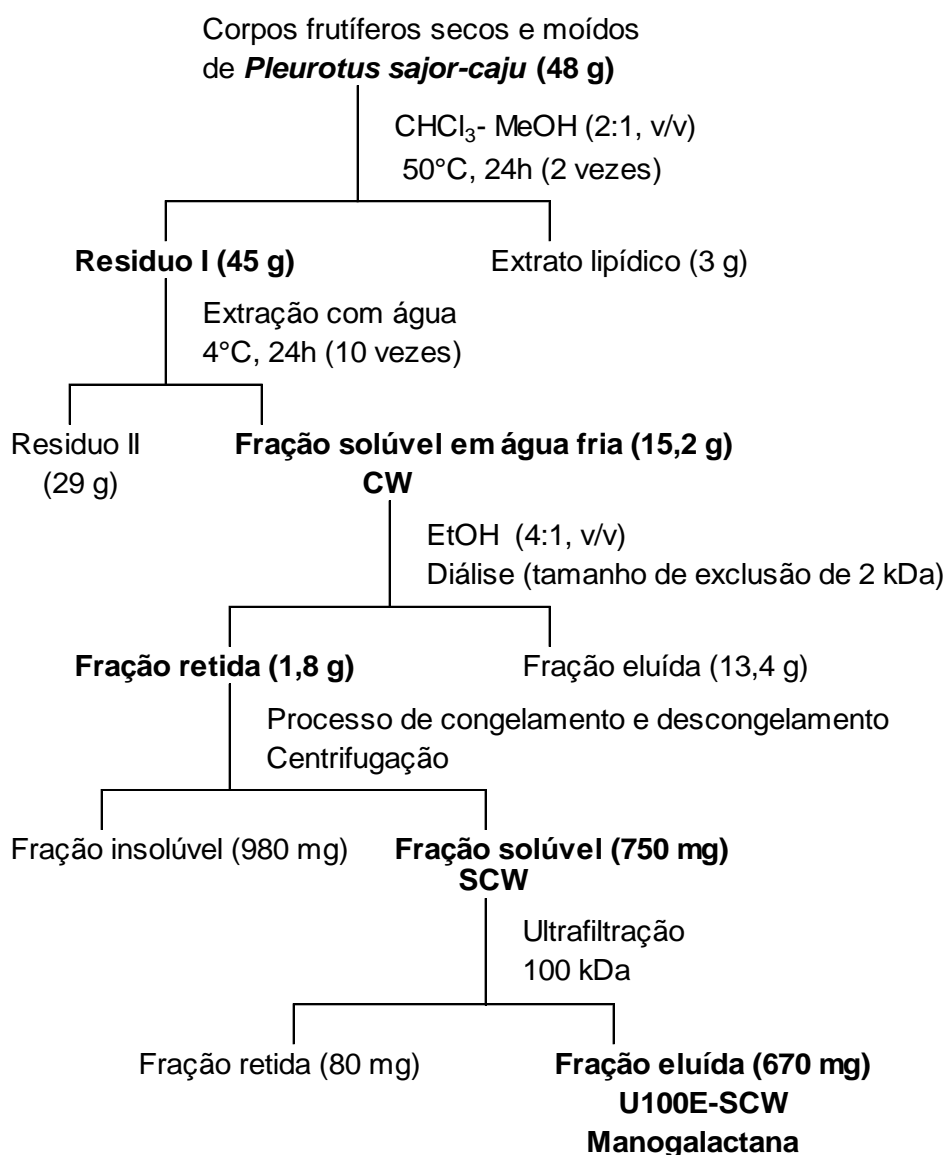 Corpos frutíferos secos e moídos
de Pleurotus sajor-caju (48 g)
CHCl3- MeOH (2:1, v/v)
50°C, 24h (2 vezes)
Residuo I (45 g)
Extrato lipídico (3 g)
Extração com água
4°C, 24h (10 vezes)
Residuo II
(29 g)
Fração solúvel em água fria (15,2 g)
CW
EtOH (4:1, v/v)
Diálise (tamanho de exclusão de 2 kDa)
Fração retida (1,8 g)
Fração eluída (13,4 g)
Processo de congelamento e descongelamento
Centrifugação
Fração insolúvel (980 mg)
Fração solúvel (750 mg)
SCW
Ultrafiltração
100 kDa
Fração retida (80 mg)
Fração eluída (670 mg)
U100E-SCW
Manogalactana